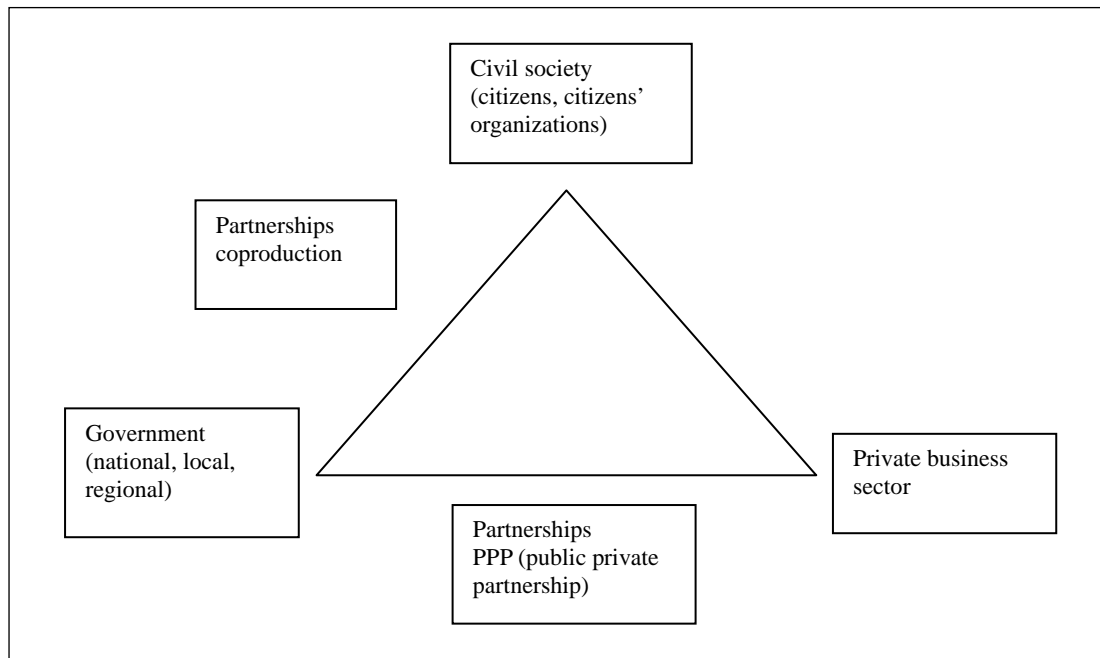 Civil society
(citizens, citizens’
organizations)
Partnerships
coproduction
Government
(national, local,
regional)
Private business
sector
Partnerships
PPP (public private
partnership)